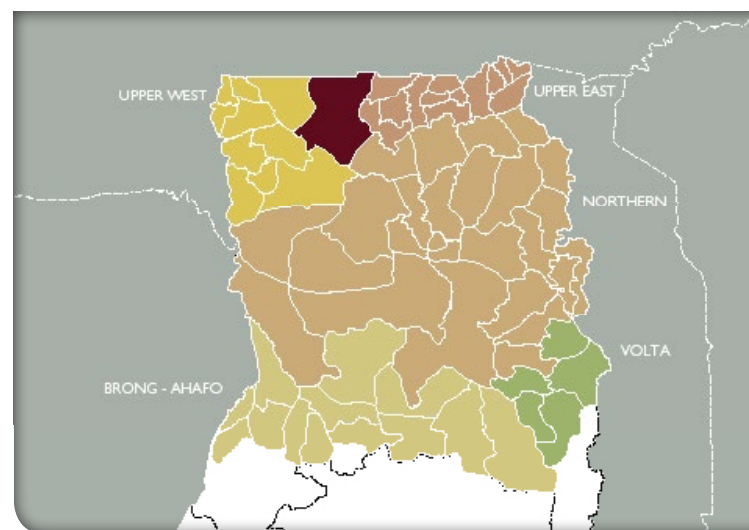 UPPER WEST
UPPER EAST
NORTHERN
VOLTA
BRONG - AHAFO